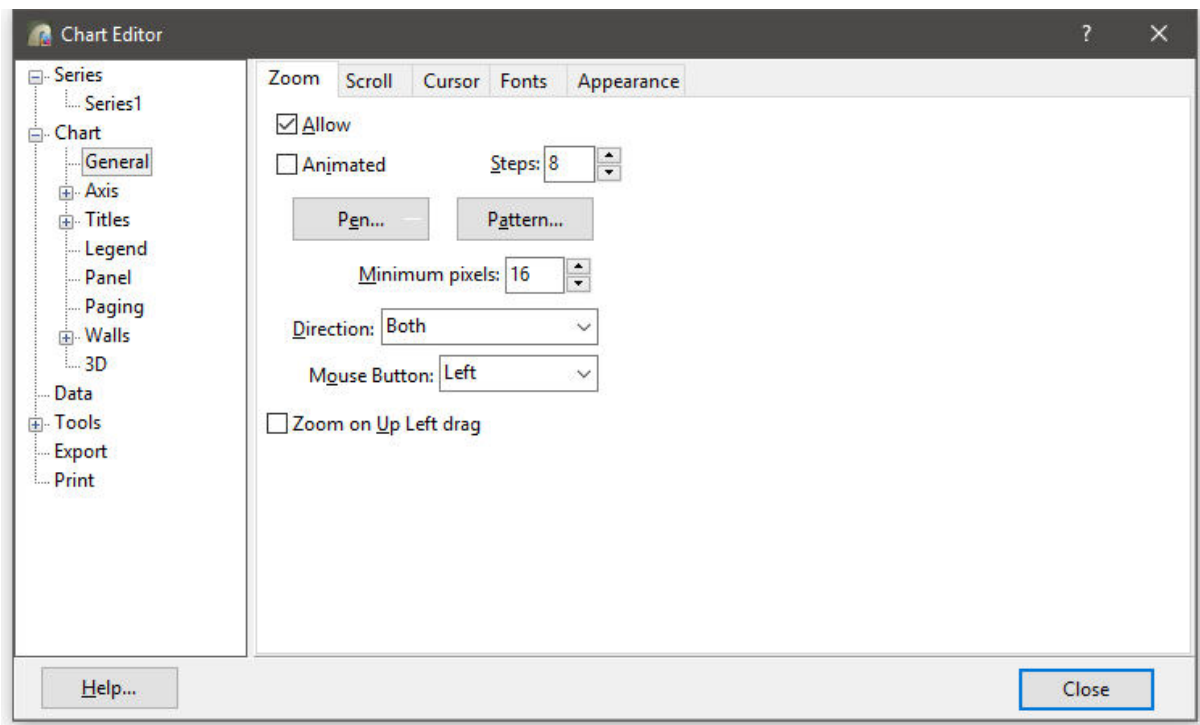 Chart Editor ?
Series
Series1
Chart
General
Axis
Titles
Legend
Panel
Paging
Walls
3D
Data
Tools
Export
Print
Zoom Scroll Cursor Fonts Appearance
Allow
Animated Steps: 8
Pen... Pattern...
Minimum pixels: 16
Direction: Both
Mouse Button: Left
Zoom on Up Left drag
Help... Close